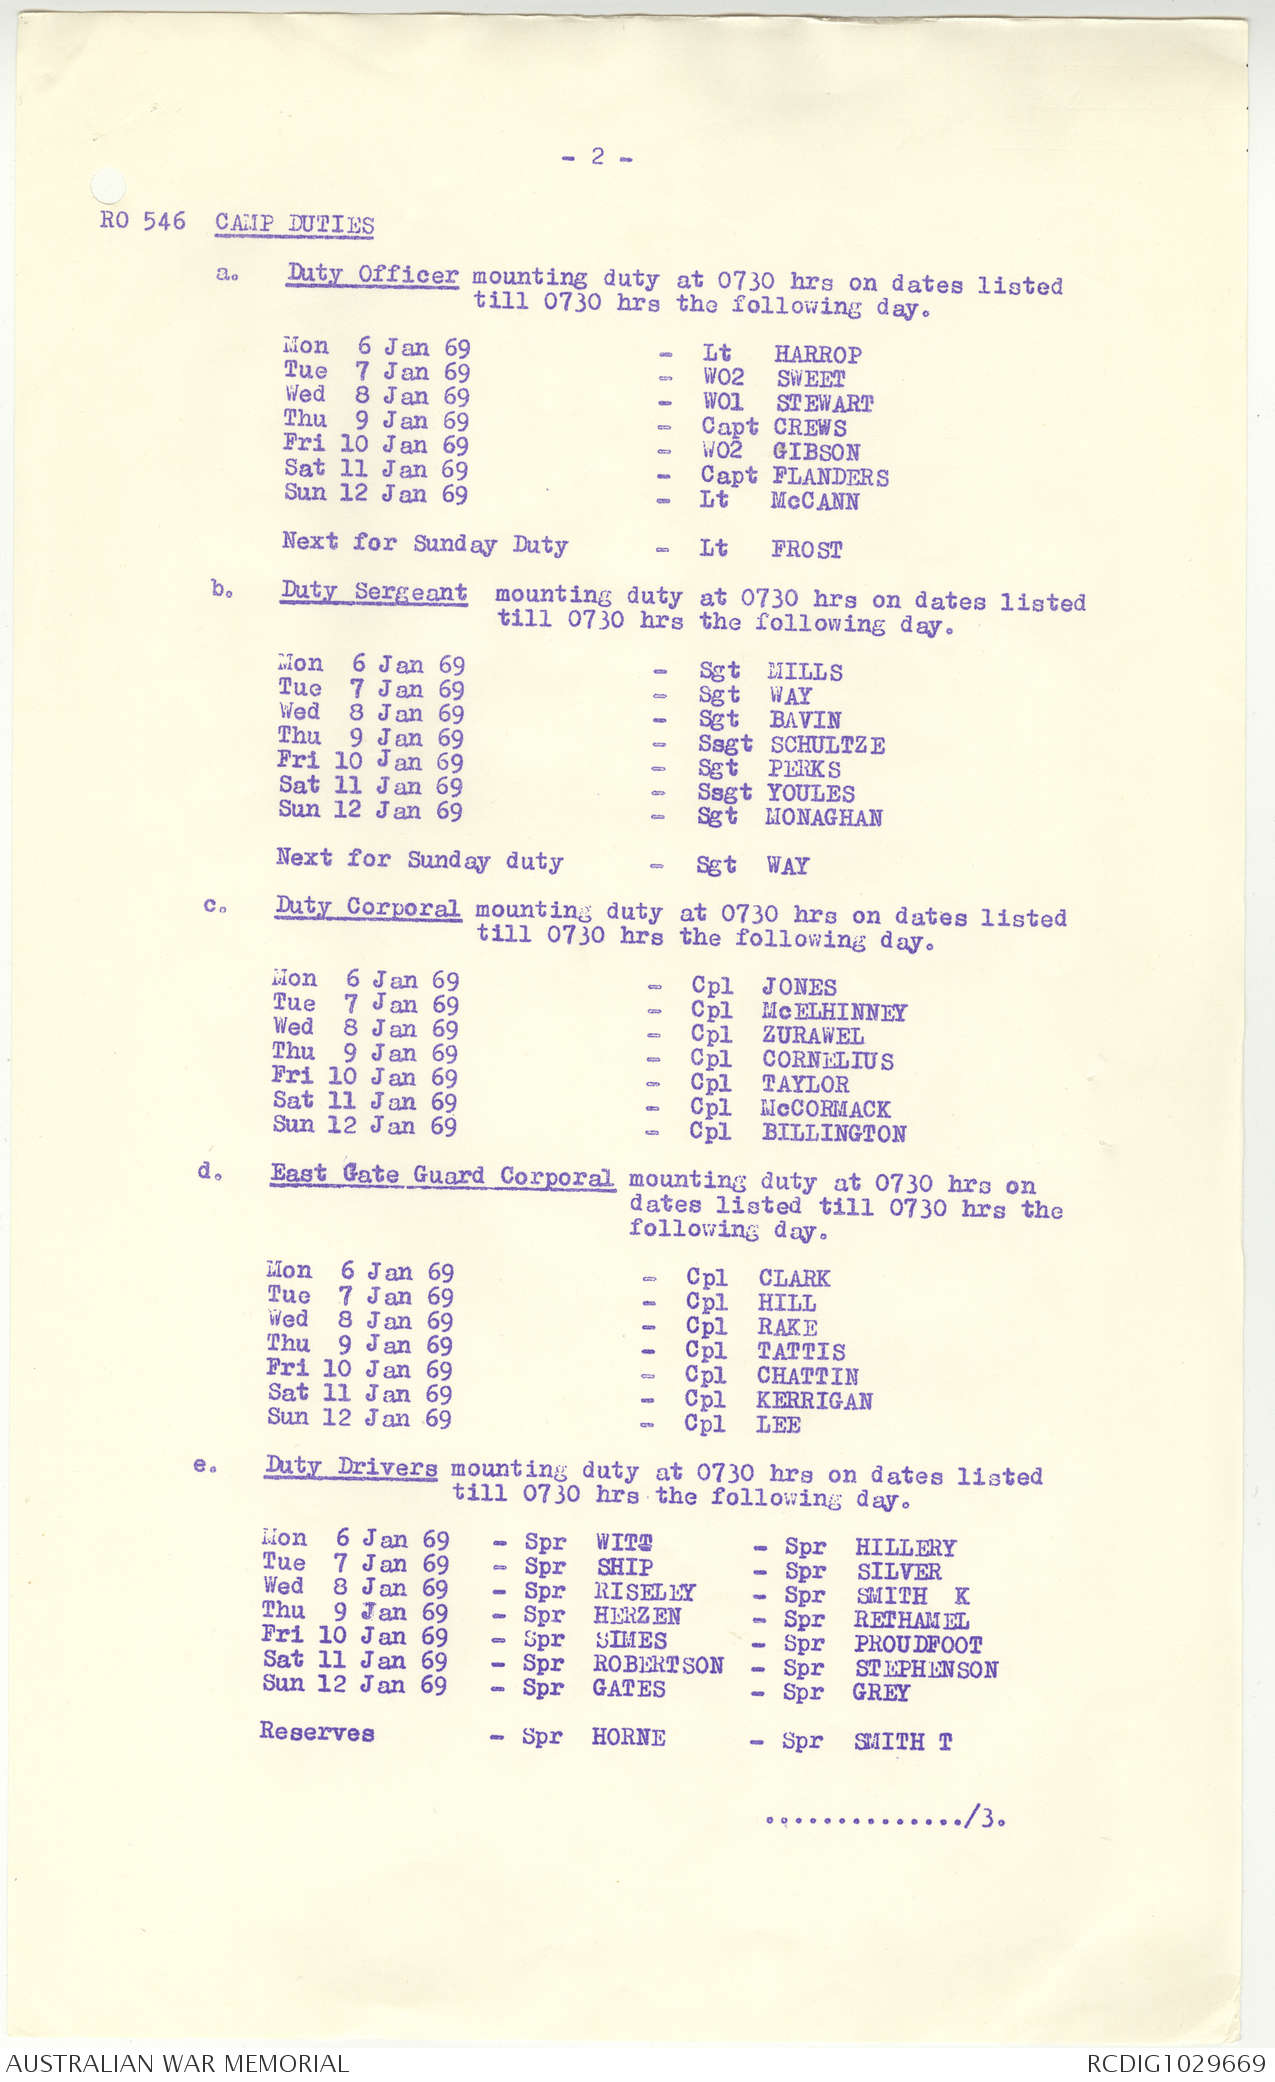 - 2 -
RO 546 CAMP DUTIES
a. Duty Officer mounting duty at 0730 hrs on dates listed
till 0730 hrs the following day.
Mon 6 Jan 69 - Lt HARROP
Tue 7 Jan 69 - WO2 SWEET
Wed 8 Jan 69 - WO1 STEWART
Thu 9 Jan 69 - Capt CREWS
Fri 10 Jan 69 - WO2 GIBSON
Sat 11 Jan 69 - Capt FLANDERS
Sun 12 Jan 69 - Lt McCANN
Next for Sunday Duty - Lt FROST
b. Duty Sergeant mounting duty at 0730 hrs on dates listed
till 0730 hrs the following day.
Mon 6 Jan 69 - Sgt MILLS
Tue 7 Jan 69 - Sgt WAY
Wed 8 Jan 69 - Sgt BAVIN
Thu 9 Jan 69 - Ssgt SCHULTZE
Fri 10 Jan 69 - Sgt PERKS
Sat 11 Jan 69 - Ssgt YOULES
Sun 12 Jan 69 - Sgt MONAGHAN
Next for Sunday duty - Sgt WAY
c. Duty Corporal mounting duty at 0730 hrs on dates listed
till 0730 hrs the following day.
Mon 6 Jan 69 - Cpl JONES
Tue 7 Jan 69 - Cpl McELHINNEY
Wed 8 Jan 69 - Cpl ZURAWEL
Thu 9 Jan 69 - Cpl CORNELIUS
Fri 10 Jan 69 - Cpl TAYLOR
Sat 11 Jan 69 - Cpl McCORMACK
Sun 12 Jan 69 - Cpl BILLINGTON
d. East Gate Guard Corporal mounting duty at 0730 hrs on
dates listed till 0730 hrs the
following day.
Mon 6 Jan 69 - Cpl CLARK
Tue 7 Jan 69 - Cpl HILL
Wed 8 Jan 69 - Cpl RAKE
Thu 9 Jan 69 - Cpl TATTIS
Fri 10 Jan 69 - Cpl CHATTIN
Sat 11 Jan 69 - Cpl KERRIGAN
Sun 12 Jan 69 - Cpl LEE
e. Duty Drivers mounting duty at 0730 hrs on dates listed
till 0730 hrs the following day.
Mon 6 Jan 69 - Spr WITT - Spr HILLERY
Tue 7 Jan 69 - Spr SHIP - Spr SILVER
Wed 8 Jan 69 - Spr RISELEY - Spr SMITH K
Thu 9 Jan 69 - Spr HERZEN - Spr RETHAMEL
Fri 10 Jan 69 - Spr SIMES - Spr PROUDFOOT
Sat 11 Jan 69 - Spr ROBERTSON - Spr STEPHENSON
Sun 12 Jan 69 - Spr GATES - Spr GREY
Reserves - Spr HORNE - Spr SMITH T
............../3.
AUSTRALIAN WAR MEMORIAL RCDIG1029669